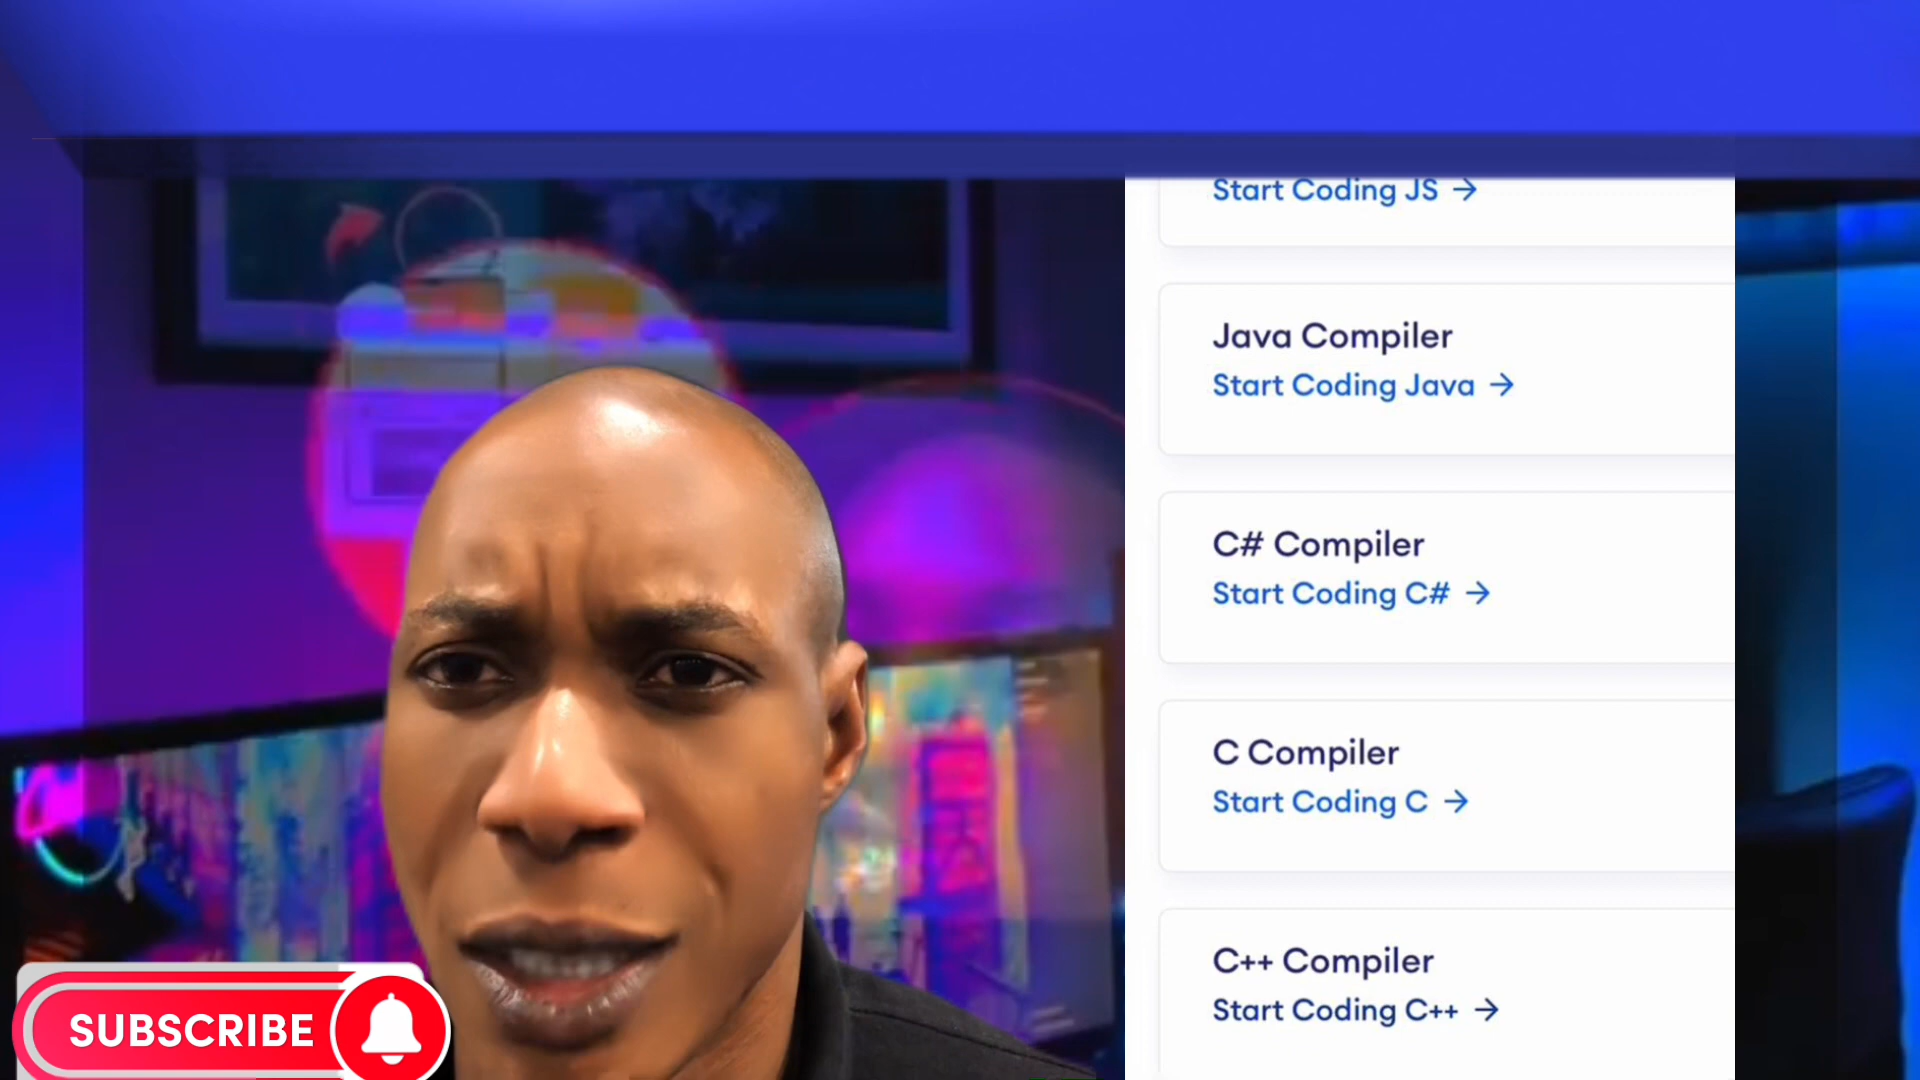 Start Coding JS →
Java Compiler
Start Coding Java →
C# Compiler
Start Coding C# →
C Compiler
Start Coding C →
C++ Compiler
Start Coding C++ →
SUBSCRIBE